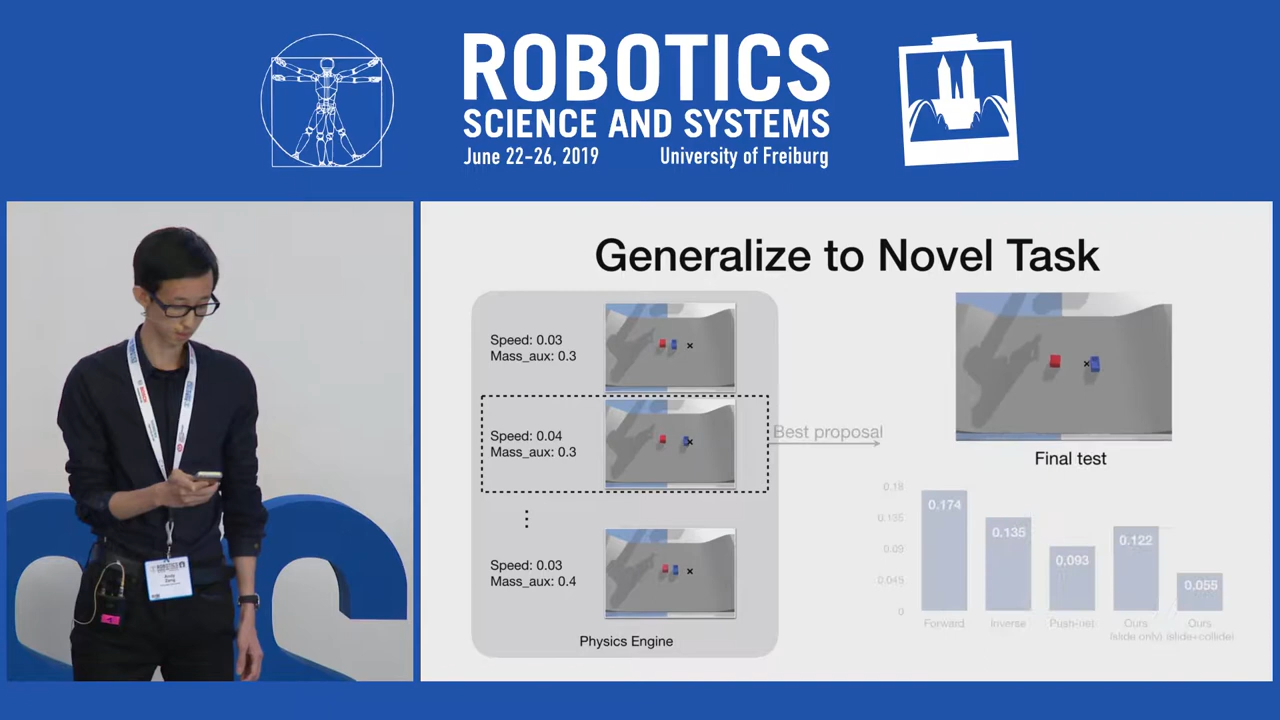 ROBOTICS
SCIENCE AND SYSTEMS
June 22-26, 2019 University of Freiburg
Generalize to Novel Task
Speed: 0.03
Mass_aux: 0.3
Speed: 0.04
Mass_aux: 0.3
Speed: 0.03
Mass_aux: 0.4
Physics Engine
Best proposal
Final test
0.18
0.135
0.09
0.045
0
0.174
0.135
0.093
0.122
0.055
Forward
Inverse
Push-net
Ours
(slide only)
Ours
(slide+collide)
ROBOTICS
Andy
Zeng